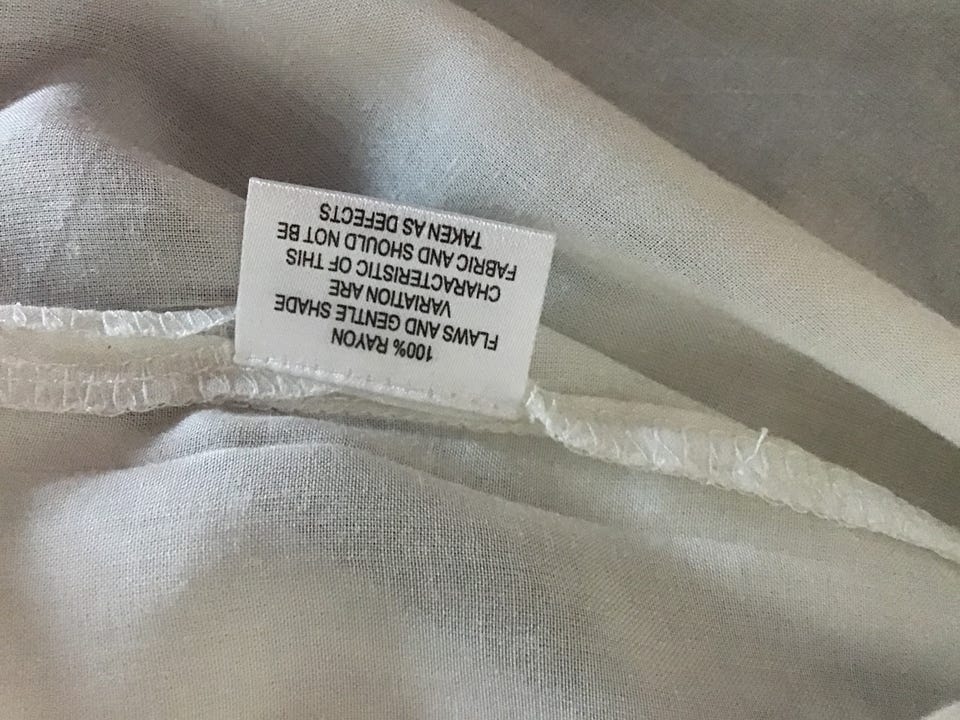 100% RAYON
FLAWS AND GENTLE SHADE
VARIATION ARE
CHARACTERISTIC OF THIS
FABRIC AND SHOULD NOT BE
TAKEN AS DEFECTS